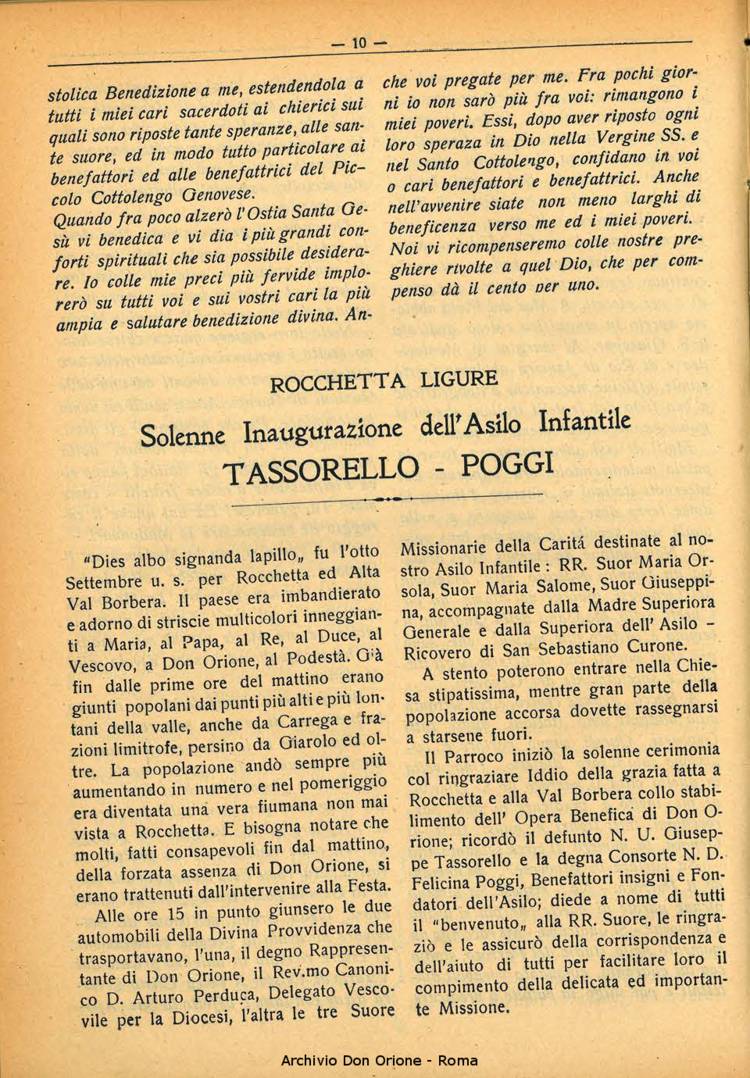 — 10 —
stolica Benedizione a me, estendendola a
tutti i miei cari sacerdoti ai chierici sui
quali sono riposte tante speranze, alle san-
te suore, ed in modo tutto particolare ai
benefattori ed alle benefattrici del Pic-
colo Cottolengo Genovese.
Quando fra poco alzerò l'Ostia Santa Ge-
sù vi benedica e vi dia i più grandi con-
forti spirituali che sia possibile desidera-
re. Io colle mie preci più fervide implo-
rerò su tutti voi e sui vostri cari la più
ampia e salutare benedizione divina. An-
che voi pregate per me. Fra pochi gior-
ni io non sarò più fra voi: rimangono i
miei poveri. Essi, dopo aver riposto ogni
loro speraza in Dio nella Vergine SS. e
nel Santo Cottolengo, confidano in voi
o cari benefattori e benefattrici. Anche
nell'avvenire siate non meno larghi di
beneficenza verso me ed i miei poveri.
Noi vi ricompenseremo colle nostre pre-
ghiere rivolte a quel Dio, che per com-
penso dà il cento per uno.
ROCCHETTA LIGURE
Solenne Inaugurazione dell'Asilo Infantile
TASSORELLO - POGGI
"Dies albo signanda lapillo„ fu l'otto
Settembre u. s. per Rocchetta ed Alta
Val Borbera. Il paese era imbandierato
e adorno di striscie multicolori inneggian-
ti a Maria, al Papa, al Re, al Duce, al
Vescovo, a Don Orione, al Podestà. Già
fin dalle prime ore del mattino erano
giunti popolani dai punti più alti e più lon-
tani della valle, anche da Carrega e fra-
zioni limitrofe, persino da Giarolo ed ol-
tre. La popolazione andò sempre più
aumentando in numero e nel pomeriggio
era diventata una vera fiumana non mai
vista a Rocchetta. E bisogna notare che
molti, fatti consapevoli fin dal mattino,
della forzata assenza di Don Orione, si
erano trattenuti dall'intervenire alla Festa.
Alle ore 15 in punto giunsero le due
automobili della Divina Provvidenza che
trasportavano, l'una, il degno Rappresen-
tante di Don Orione, il Rev.mo Canoni-
co D. Arturo Perduca, Delegato Vesco-
vile per la Diocesi, l'altra le tre Suore
Missionarie della Caritá destinate al no-
stro Asilo Infantile : RR. Suor Maria Or-
sola, Suor Maria Salome, Suor Giuseppi-
na, accompagnate dalla Madre Superiora
Generale e dalla Superiora dell' Asilo -
Ricovero di San Sebastiano Curone.
A stento poterono entrare nella Chie-
sa stipatissima, mentre gran parte della
popolazione accorsa dovette rassegnarsi
a starsene fuori.
Il Parroco iniziò la solenne cerimonia
col ringraziare Iddio della grazia fatta a
Rocchetta e alla Val Borbera collo stabi-
limento dell' Opera Benefica di Don O-
rione; ricordò il defunto N. U. Giusep-
pe Tassorello e la degna Consorte N. D.
Felicina Poggi, Benefattori insigni e Fon-
datori dell'Asilo; diede a nome di tutti
il "benvenuto„ alla RR. Suore, le ringra-
ziò e le assicurò della corrispondenza e
dell'aiuto di tutti per facilitare loro il
compimento della delicata ed importan-
te Missione.
Archivio Don Orione - Roma